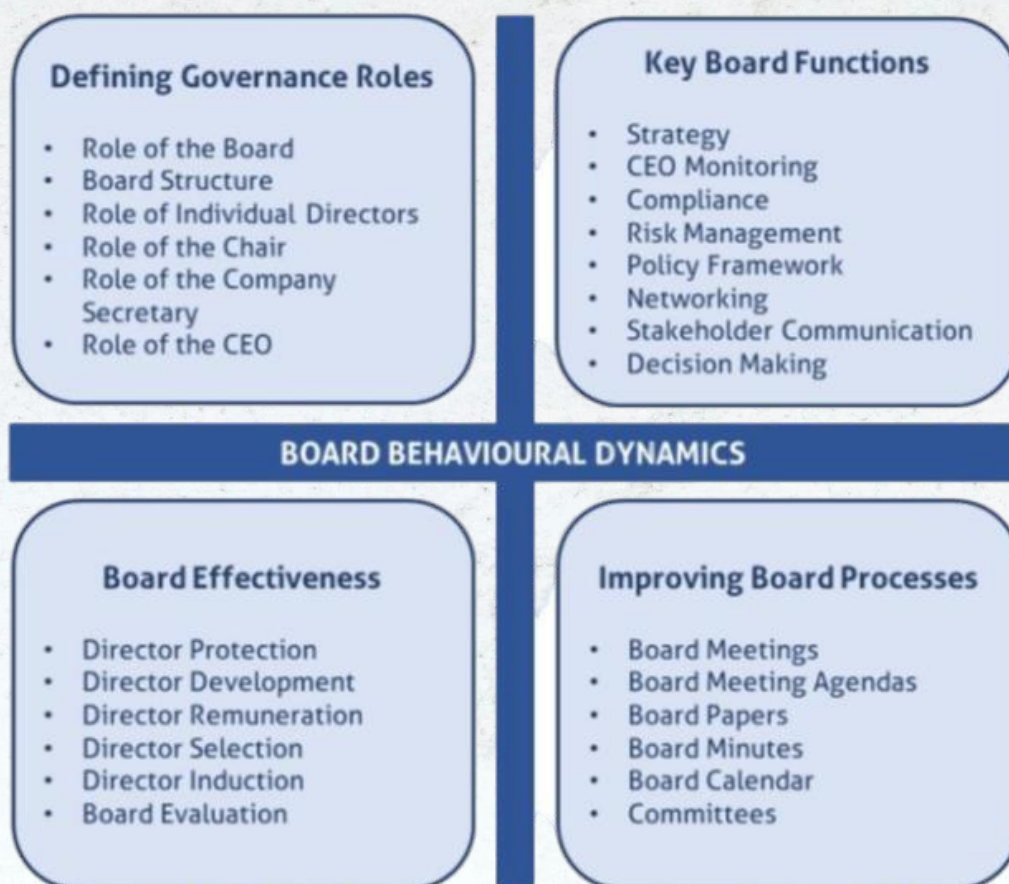 Defining Governance Roles
• Role of the Board
• Board Structure
• Role of Individual Directors
• Role of the Chair
• Role of the Company
Secretary
• Role of the CEO
Key Board Functions
• Strategy
• CEO Monitoring
• Compliance
• Risk Management
• Policy Framework
• Networking
• Stakeholder Communication
• Decision Making
BOARD BEHAVIOURAL DYNAMICS
Board Effectiveness
• Director Protection
• Director Development
• Director Remuneration
• Director Selection
• Director Induction
• Board Evaluation
Improving Board Processes
• Board Meetings
• Board Meeting Agendas
• Board Papers
• Board Minutes
• Board Calendar
• Committees